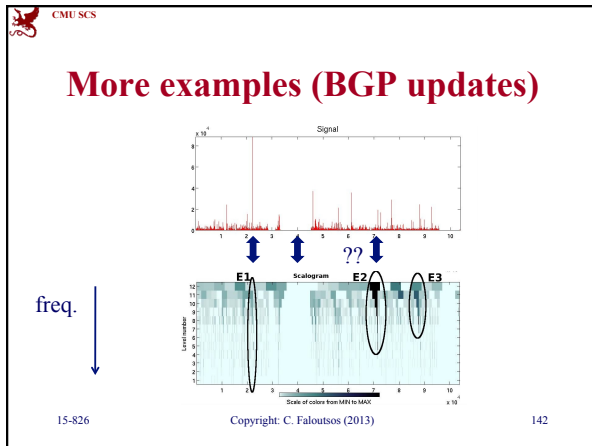 CMU SCS
More examples (BGP updates)
Signal
x 10^4
8
6
4
2
0
0 1 2 3 4 5 6 7 8 9 10
x 10^4
??
E1 Scalogram E2 E3
freq.
Level number
12
11
10
9
8
7
6
5
4
3
2
1
1 2 3 4 5 6 7 8 9 10
x 10^4
Scale of colors from MIN to MAX
15-826 Copyright: C. Faloutsos (2013) 142